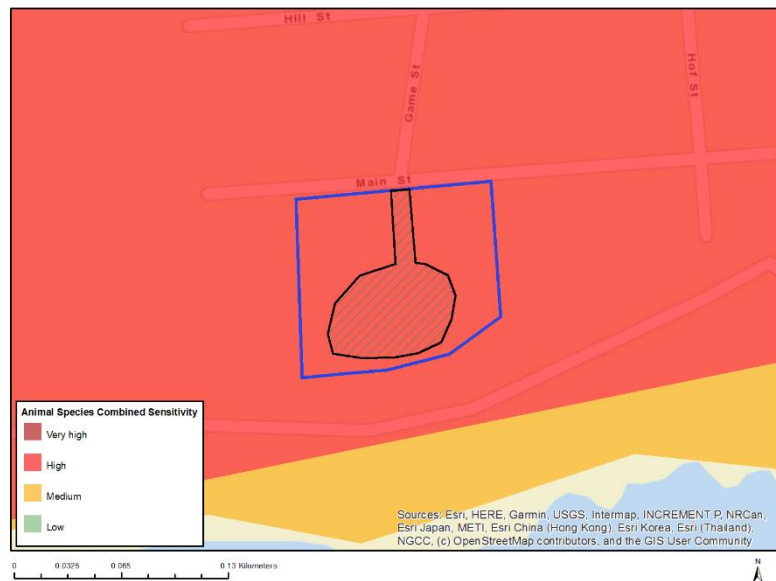 Hill St
Game St
Hof St
Main St
Animal Species Combined Sensitivity
Very high
High
Medium
Low
Sources: Esri, HERE, Garmin, USGS, Intermap, INCREMENT P, NRCan,
Esri Japan, METI, Esri China (Hong Kong), Esri Korea, Esri (Thailand),
NGCC, (c) OpenStreetMap contributors, and the GIS User Community
0 0.0325 0.065 0.13 Kilometers
N